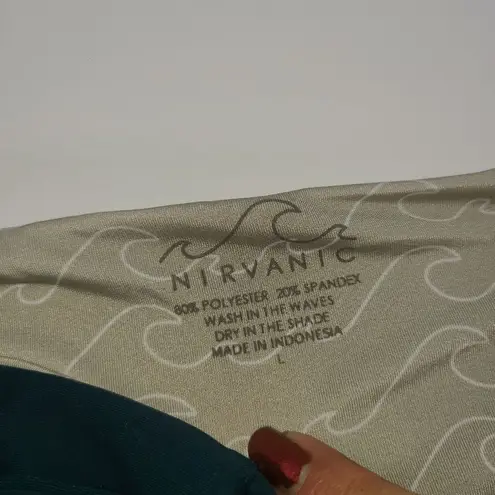 NIRVANIC
80% POLYESTER 20% SPANDEX
WASH IN THE WAVES
DRY IN THE SHADE
MADE IN INDONESIA
L